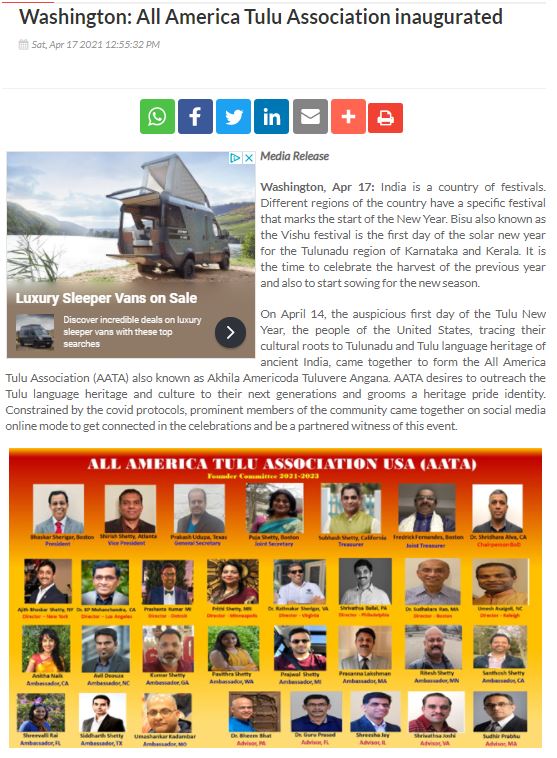 Washington: All America Tulu Association inaugurated
Sat, Apr 17 2021 12:55:32 PM
Media Release
Luxury Sleeper Vans on Sale
Discover incredible deals on luxury
sleeper vans with these top
searches
Washington, Apr 17: India is a country of festivals.
Different regions of the country have a specific festival
that marks the start of the New Year. Bisu also known as
the Vishu festival is the first day of the solar new year
for the Tulunadu region of Karnataka and Kerala. It is
the time to celebrate the harvest of the previous year
and also to start sowing for the new season.
On April 14, the auspicious first day of the Tulu New
Year, the people of the United States, tracing their
cultural roots to Tulunadu and Tulu language heritage of
ancient India, came together to form the All America
Tulu Association (AATA) also known as Akhila Americoda Tuluvere Angana. AATA desires to outreach the
Tulu language heritage and culture to their next generations and grooms a heritage pride identity.
Constrained by the covid protocols, prominent members of the community came together on social media
online mode to get connected in the celebrations and be a partnered witness of this event.
ALL AMERICA TULU ASSOCIATION USA (AATA)
Founder Committee 2021-2023
Bhaskar Sherigar, Boston Shirish Shetty, Atlanta Prakash Udupa, Texas Puja Shetty, Boston Subhash Shetty, California Fredrick Fernandes, Boston Dr. Shridhara Alva, CA
President Vice President General Secretary Joint Secretary Treasurer Joint Treasurer Chairperson BoD
Ajith Bhaskar Shetty, NY Dr. BP Mohanchandra, CA Prashanta Kumar MI Prithi Shetty, MN Dr. Ratnakar Sherigar, VA Shrivathsa Ballal, PA Dr. Sudhakara Rao, MA Umesh Asaigoli, NC
Director - New York Director - Los Angeles Director - Detroit Director - Minneapolis Director - Virginia Director - Philadelphia Director - Boston Director - Raleigh
Anitha Naik Avil Dsouza Kumar Shetty Pavithra Shetty Prajwal Shetty Prasanna Lakshman Ritesh Shetty Santhosh Shetty
Ambassador, CA Ambassador, NC Ambassador, GA Ambassador, WA Ambassador, MI Ambassador, MA Ambassador, MN Ambassador, CA
Shreevalli Rai Siddharth Shetty Umashankar Kadambar Dr. Bheem Bhat Dr. Guru Prasad Shreesha Jay Shrivathsa Joshi Sudhir Prabhu
Ambassador, FL Ambassador, TX Ambassador, MO Advisor, PA Advisor, FL Advisor, IL Advisor, VA Advisor, MA